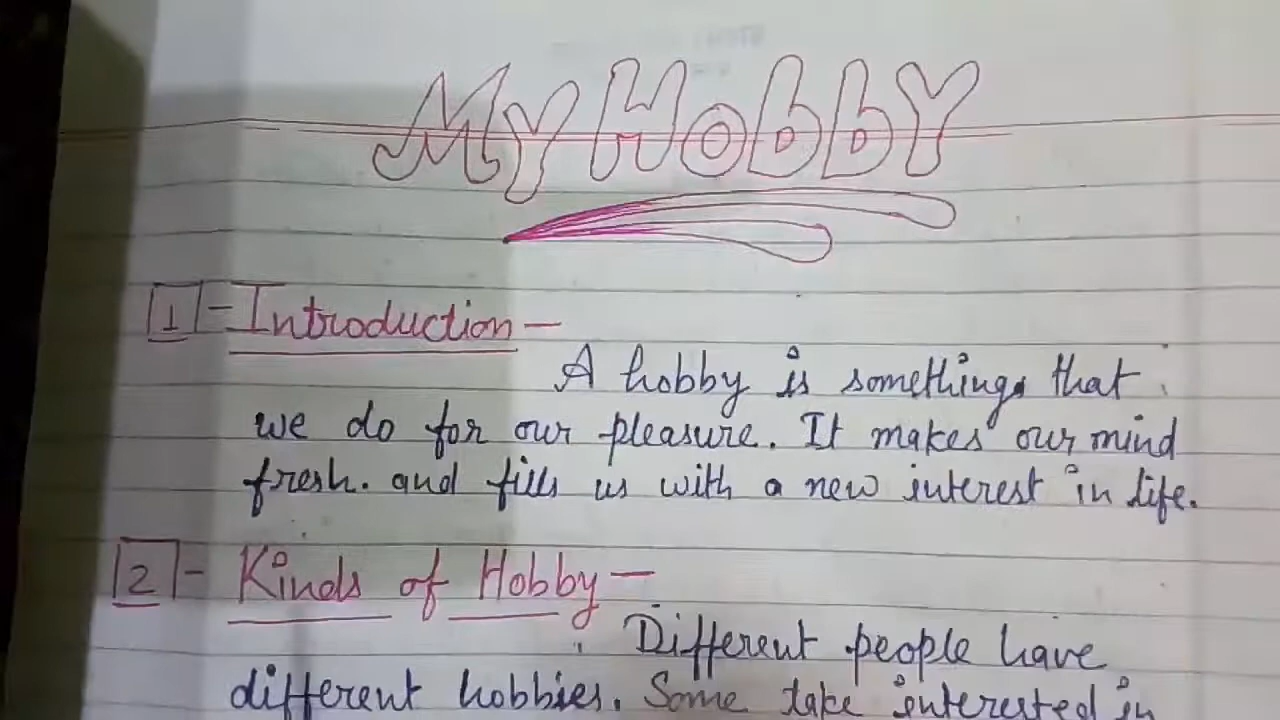 My HobbY
1 - Introduction -
A hobby is something that
we do for our pleasure. It makes our mind
fresh. and fills us with a new interest in life.
2 - Kinds of Hobby -
Different people have
different hobbies. Some take interested in